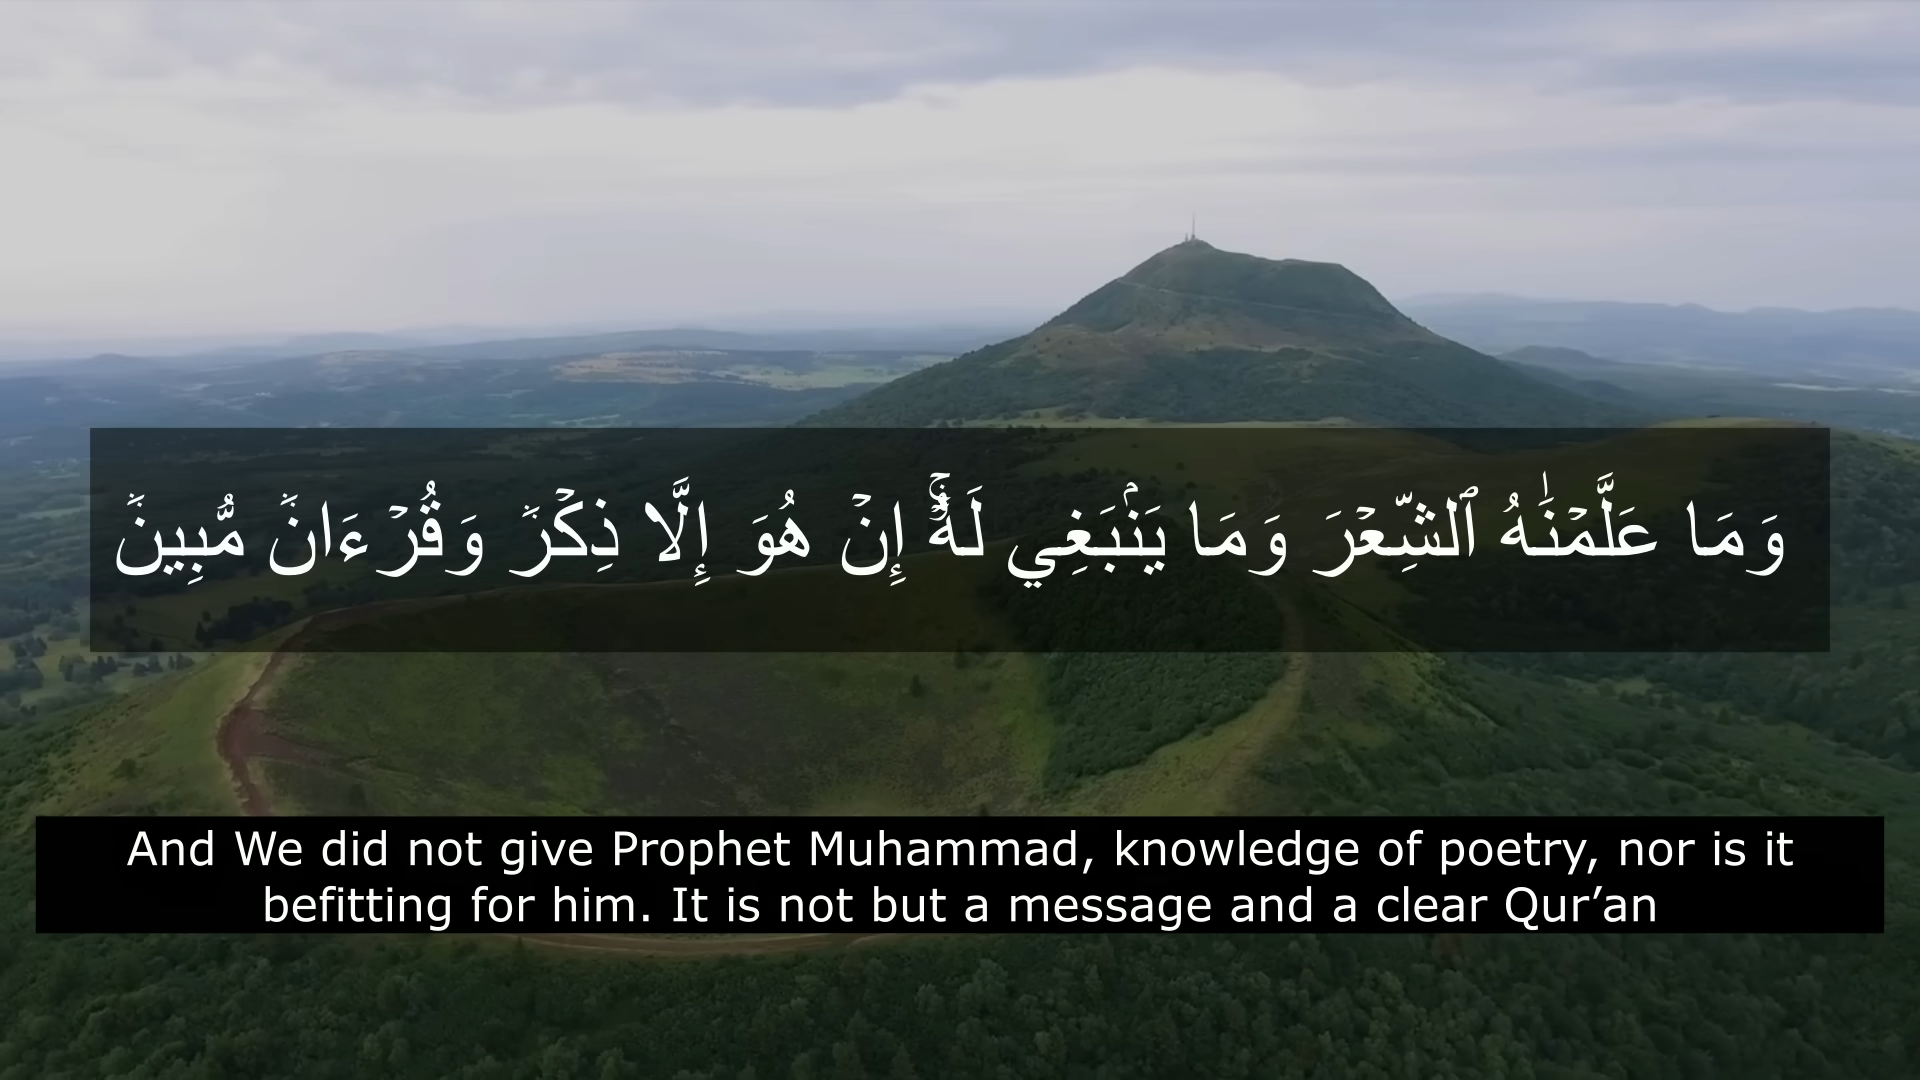 وَمَا عَلَّمۡنَٰهُ ٱلشِّعۡرَ وَمَا يَنۢبَغِي لَهُۥٓۚ إِنۡ هُوَ إِلَّا ذِكۡرٞ وَقُرۡءَانٞ مُّبِينٞ
And We did not give Prophet Muhammad, knowledge of poetry, nor is it
befitting for him. It is not but a message and a clear Qur’an